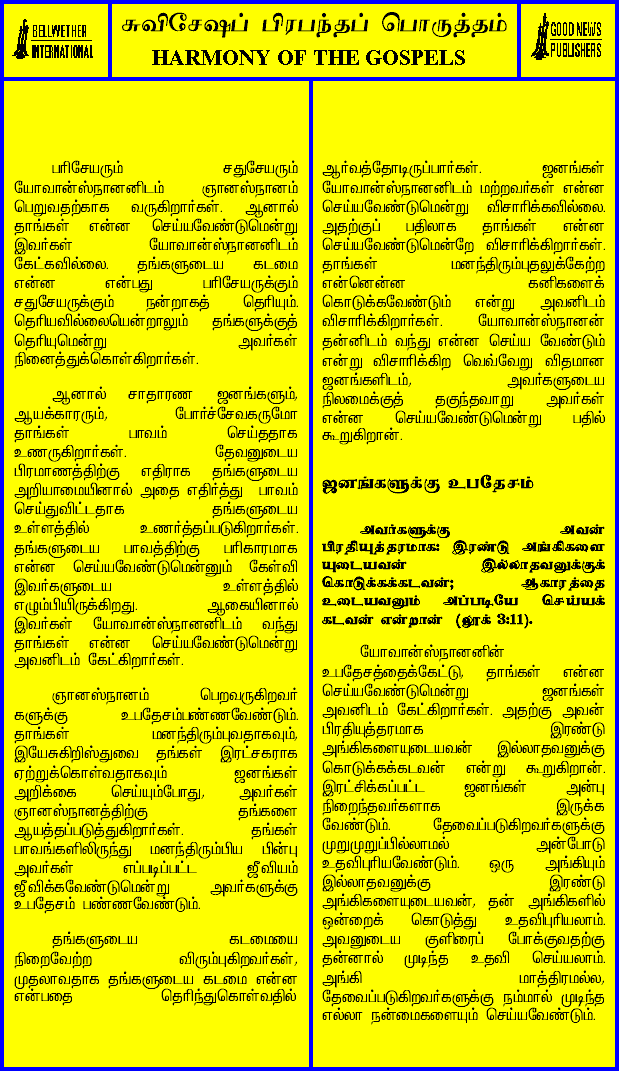 BELLWETHER
INTERNATIONAL
சுவிசேஷப் பிரபந்தப் பொருத்தம்
HARMONY OF THE GOSPELS
GOOD NEWS
PUBLISHERS
பரிசேயரும் சதுசேயரும்
யோவான்ஸ்நானனிடம் ஞானஸ்நானம்
பெறுவதற்காக வருகிறார்கள். ஆனால்
தாங்கள் என்ன செய்யவேண்டுமென்று
இவர்கள் யோவான்ஸ்நானனிடம்
கேட்கவில்லை. தங்களுடைய கடமை
என்ன என்பது பரிசேயருக்கும்
சதுசேயருக்கும் நன்றாகத் தெரியும்.
தெரியவில்லையென்றாலும் தங்களுக்குத்
தெரியுமென்று அவர்கள்
நினைத்துக்கொள்கிறார்கள்.
ஆனால் சாதாரண ஜனங்களும்,
ஆயக்காரரும், போர்ச்சேவகருமோ
தாங்கள் பாவம் செய்ததாக
உணருகிறார்கள். தேவனுடைய
பிரமாணத்திற்கு எதிராக தங்களுடைய
அறியாமையினால் அதை எதிர்த்து பாவம்
செய்துவிட்டதாக தங்களுடைய
உள்ளத்தில் உணர்த்தப்படுகிறார்கள்.
தங்களுடைய பாவத்திற்கு பரிகாரமாக
என்ன செய்யவேண்டுமென்னும் கேள்வி
இவர்களுடைய உள்ளத்தில்
எழும்பியிருக்கிறது. ஆகையினால்
இவர்கள் யோவான்ஸ்நானனிடம் வந்து
தாங்கள் என்ன செய்யவேண்டுமென்று
அவனிடம் கேட்கிறார்கள்.
ஞானஸ்நானம் பெறவருகிறவர்
களுக்கு உபதேசம்பண்ணவேண்டும்.
தாங்கள் மனந்திரும்புவதாகவும்,
இயேசுகிறிஸ்துவை தங்கள் இரட்சகராக
ஏற்றுக்கொள்வதாகவும் ஜனங்கள்
அறிக்கை செய்யும்போது, அவர்கள்
ஞானஸ்நானத்திற்கு தங்களை
ஆயத்தப்படுத்துகிறார்கள். தங்கள்
பாவங்களிலிருந்து மனந்திரும்பிய பின்பு
அவர்கள் எப்படிப்பட்ட ஜீவியம்
ஜீவிக்கவேண்டுமென்று அவர்களுக்கு
உபதேசம் பண்ணவேண்டும்.
தங்களுடைய கடமையை
நிறைவேற்ற விரும்புகிறவர்கள்,
முதலாவதாக தங்களுடைய கடமை என்ன
என்பதை தெரிந்துகொள்வதில்
ஆர்வத்தோடிருப்பார்கள். ஜனங்கள்
யோவான்ஸ்நானனிடம் மற்றவர்கள் என்ன
செய்யவேண்டுமென்று விசாரிக்கவில்லை.
அதற்குப் பதிலாக தாங்கள் என்ன
செய்யவேண்டுமென்றே விசாரிக்கிறார்கள்.
தாங்கள் மனந்திரும்புதலுக்கேற்ற
என்னென்ன கனிகளைக்
கொடுக்கவேண்டும் என்று அவனிடம்
விசாரிக்கிறார்கள். யோவான்ஸ்நானன்
தன்னிடம் வந்து என்ன செய்ய வேண்டும்
என்று விசாரிக்கிற வெவ்வேறு விதமான
ஜனங்களிடம், அவர்களுடைய
நிலமைக்குத் தகுந்தவாறு அவர்கள்
என்ன செய்யவேண்டுமென்று பதில்
கூறுகிறான்.
ஜனங்களுக்கு உபதேசம்
அவர்களுக்கு அவன்
பிரதியுத்தரமாக: இரண்டு அங்கிகளை
யுடையவன் இல்லாதவனுக்குக்
கொடுக்கக்கடவன்; ஆகாரத்தை
உடையவனும் அப்படியே செய்யக்
கடவன் என்றான் (லூக் 3:11).
யோவான்ஸ்நானனின்
உபதேசத்தைக்கேட்டு, தாங்கள் என்ன
செய்யவேண்டுமென்று ஜனங்கள்
அவனிடம் கேட்கிறார்கள். அதற்கு அவன்
பிரதியுத்தரமாக இரண்டு
அங்கிகளையுடையவன் இல்லாதவனுக்கு
கொடுக்கக்கடவன் என்று கூறுகிறான்.
இரட்சிக்கப்பட்ட ஜனங்கள் அன்பு
நிறைந்தவர்களாக இருக்க
வேண்டும். தேவைப்படுகிறவர்களுக்கு
முறுமுறுப்பில்லாமல் அன்போடு
உதவிபுரியவேண்டும். ஒரு அங்கியும்
இல்லாதவனுக்கு இரண்டு
அங்கிகளையுடையவன், தன் அங்கிகளில்
ஒன்றைக் கொடுத்து உதவிபுரியலாம்.
அவனுடைய குளிரைப் போக்குவதற்கு
தன்னால் முடிந்த உதவி செய்யலாம்.
அங்கி மாத்திரமல்ல,
தேவைப்படுகிறவர்களுக்கு நம்மால் முடிந்த
எல்லா நன்மைகளையும் செய்யவேண்டும்.